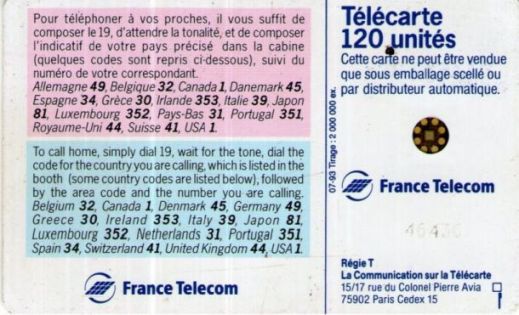 Pour téléphoner à vos proches, il vous suffit de
composer le 19, d'attendre la tonalité, et de composer
l'indicatif de votre pays précisé dans la cabine
(quelques codes sont repris ci-dessous), suivi du
numéro de votre correspondant.
Allemagne 49, Belgique 32, Canada 1, Danemark 45,
Espagne 34, Grèce 30, Irlande 353, Italie 39, Japon
81, Luxembourg 352, Pays-Bas 31, Portugal 351,
Royaume-Uni 44, Suisse 41, USA 1.
To call home, simply dial 19, wait for the tone, dial the
code for the country you are calling, which is listed in the
booth (some country codes are listed below), followed
by the area code and the number you are calling.
Belgium 32, Canada 1, Denmark 45, Germany 49,
Greece 30, Ireland 353, Italy 39, Japan 81,
Luxembourg 352, Netherlands 31, Portugal 351,
Spain 34, Switzerland 41, United Kingdom 44, USA 1.
France Telecom
Télécarte
120 unités
Cette carte ne peut être vendue
que sous emballage scellé ou
par distributeur automatique.
07-93 Tirage : 2 000 000 ex.
France Telecom
Régie T
La Communication sur la Télécarte
15/17 rue du Colonel Pierre Avia
75902 Paris Cedex 15